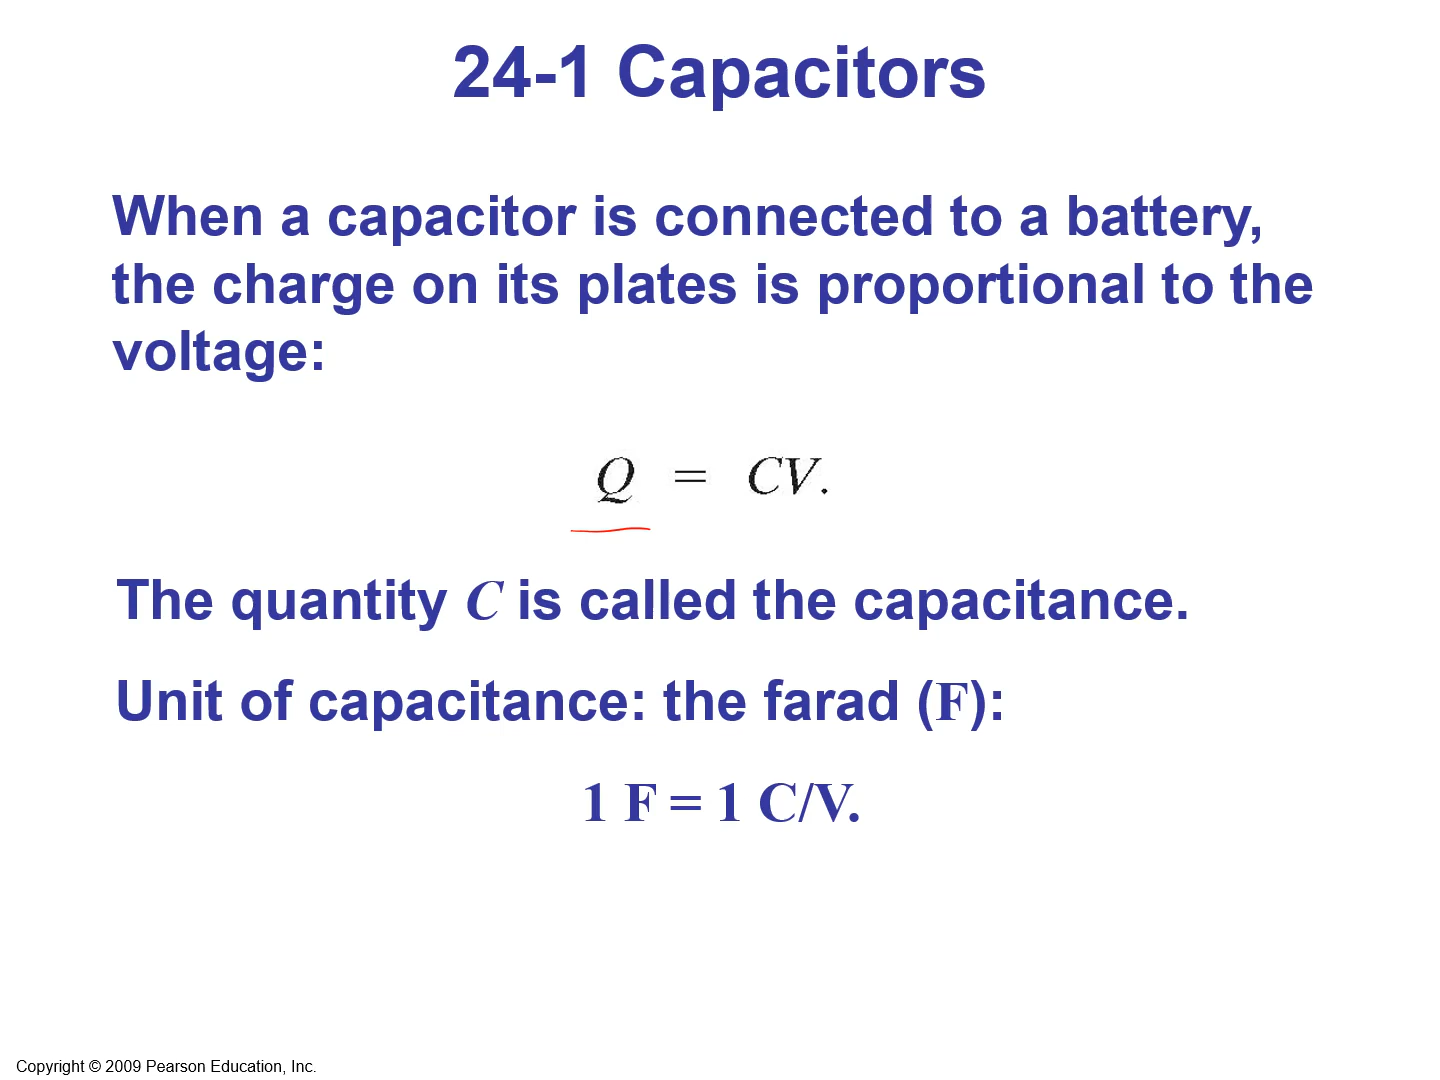 24-1 Capacitors
When a capacitor is connected to a battery,
the charge on its plates is proportional to the
voltage:
Q = CV.
The quantity C is called the capacitance.
Unit of capacitance: the farad (F):
1 F = 1 C/V.
Copyright © 2009 Pearson Education, Inc.